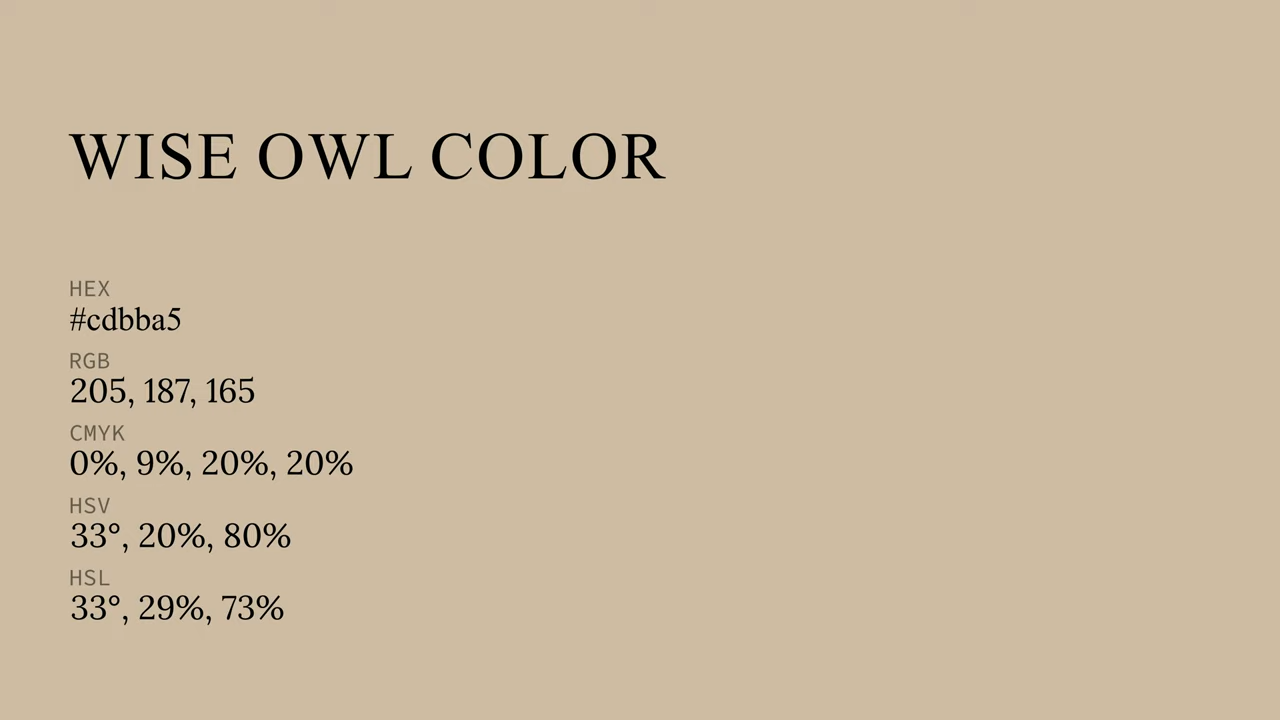 WISE OWL COLOR
HEX
#cdbba5
RGB
205, 187, 165
CMYK
0%, 9%, 20%, 20%
HSV
33°, 20%, 80%
HSL
33°, 29%, 73%